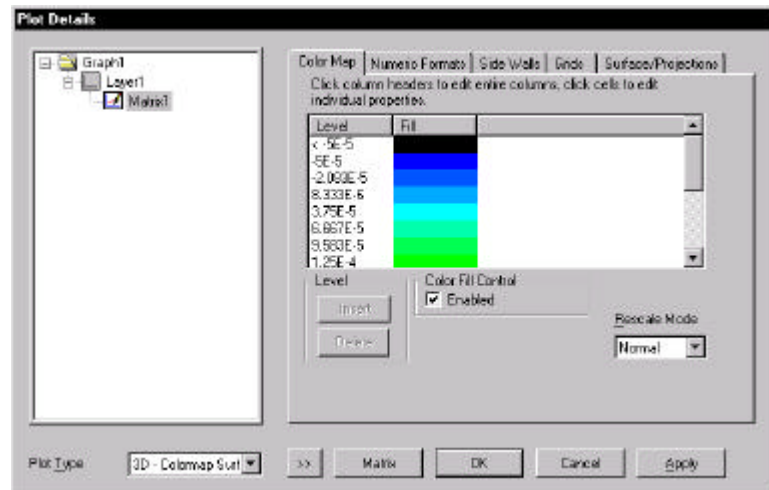 Plot Details
Graph1
Layer1
Matrix1
Color Map Numeric Formats Side Walls Grids Surface/Projections
Click column headers to edit entire columns, click cells to edit
individual properties.
Level Fill
< -5E-5
-5E-5
-2.083E-5
8.333E-6
3.75E-5
6.667E-5
9.583E-5
1.25E-4
Level Color Fill Control
Insert Enabled
Rescale Mode
Delete Normal
Plot Type 3D - Colormap Surf >> Matrix OK Cancel Apply